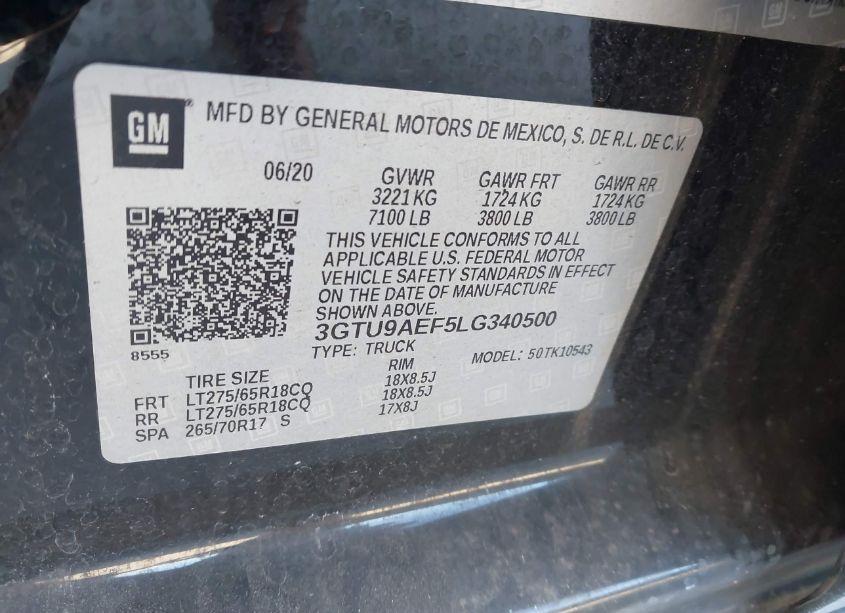 GM
MFD BY GENERAL MOTORS DE MEXICO, S. DE R.L. DE C.V.
06/20 GVWR GAWR FRT GAWR RR
3221 KG 1724 KG 1724 KG
7100 LB 3800 LB 3800 LB
THIS VEHICLE CONFORMS TO ALL
APPLICABLE U.S. FEDERAL MOTOR
VEHICLE SAFETY STANDARDS IN EFFECT
ON THE DATE OF MANUFACTURE
SHOWN ABOVE.
3GTU9AEF5LG340500
8555
TYPE: TRUCK MODEL: 50TK10543
TIRE SIZE RIM
FRT LT275/65R18CQ 18X8.5J
RR LT275/65R18CQ 18X8.5J
SPA 265/70R17 S 17X8J